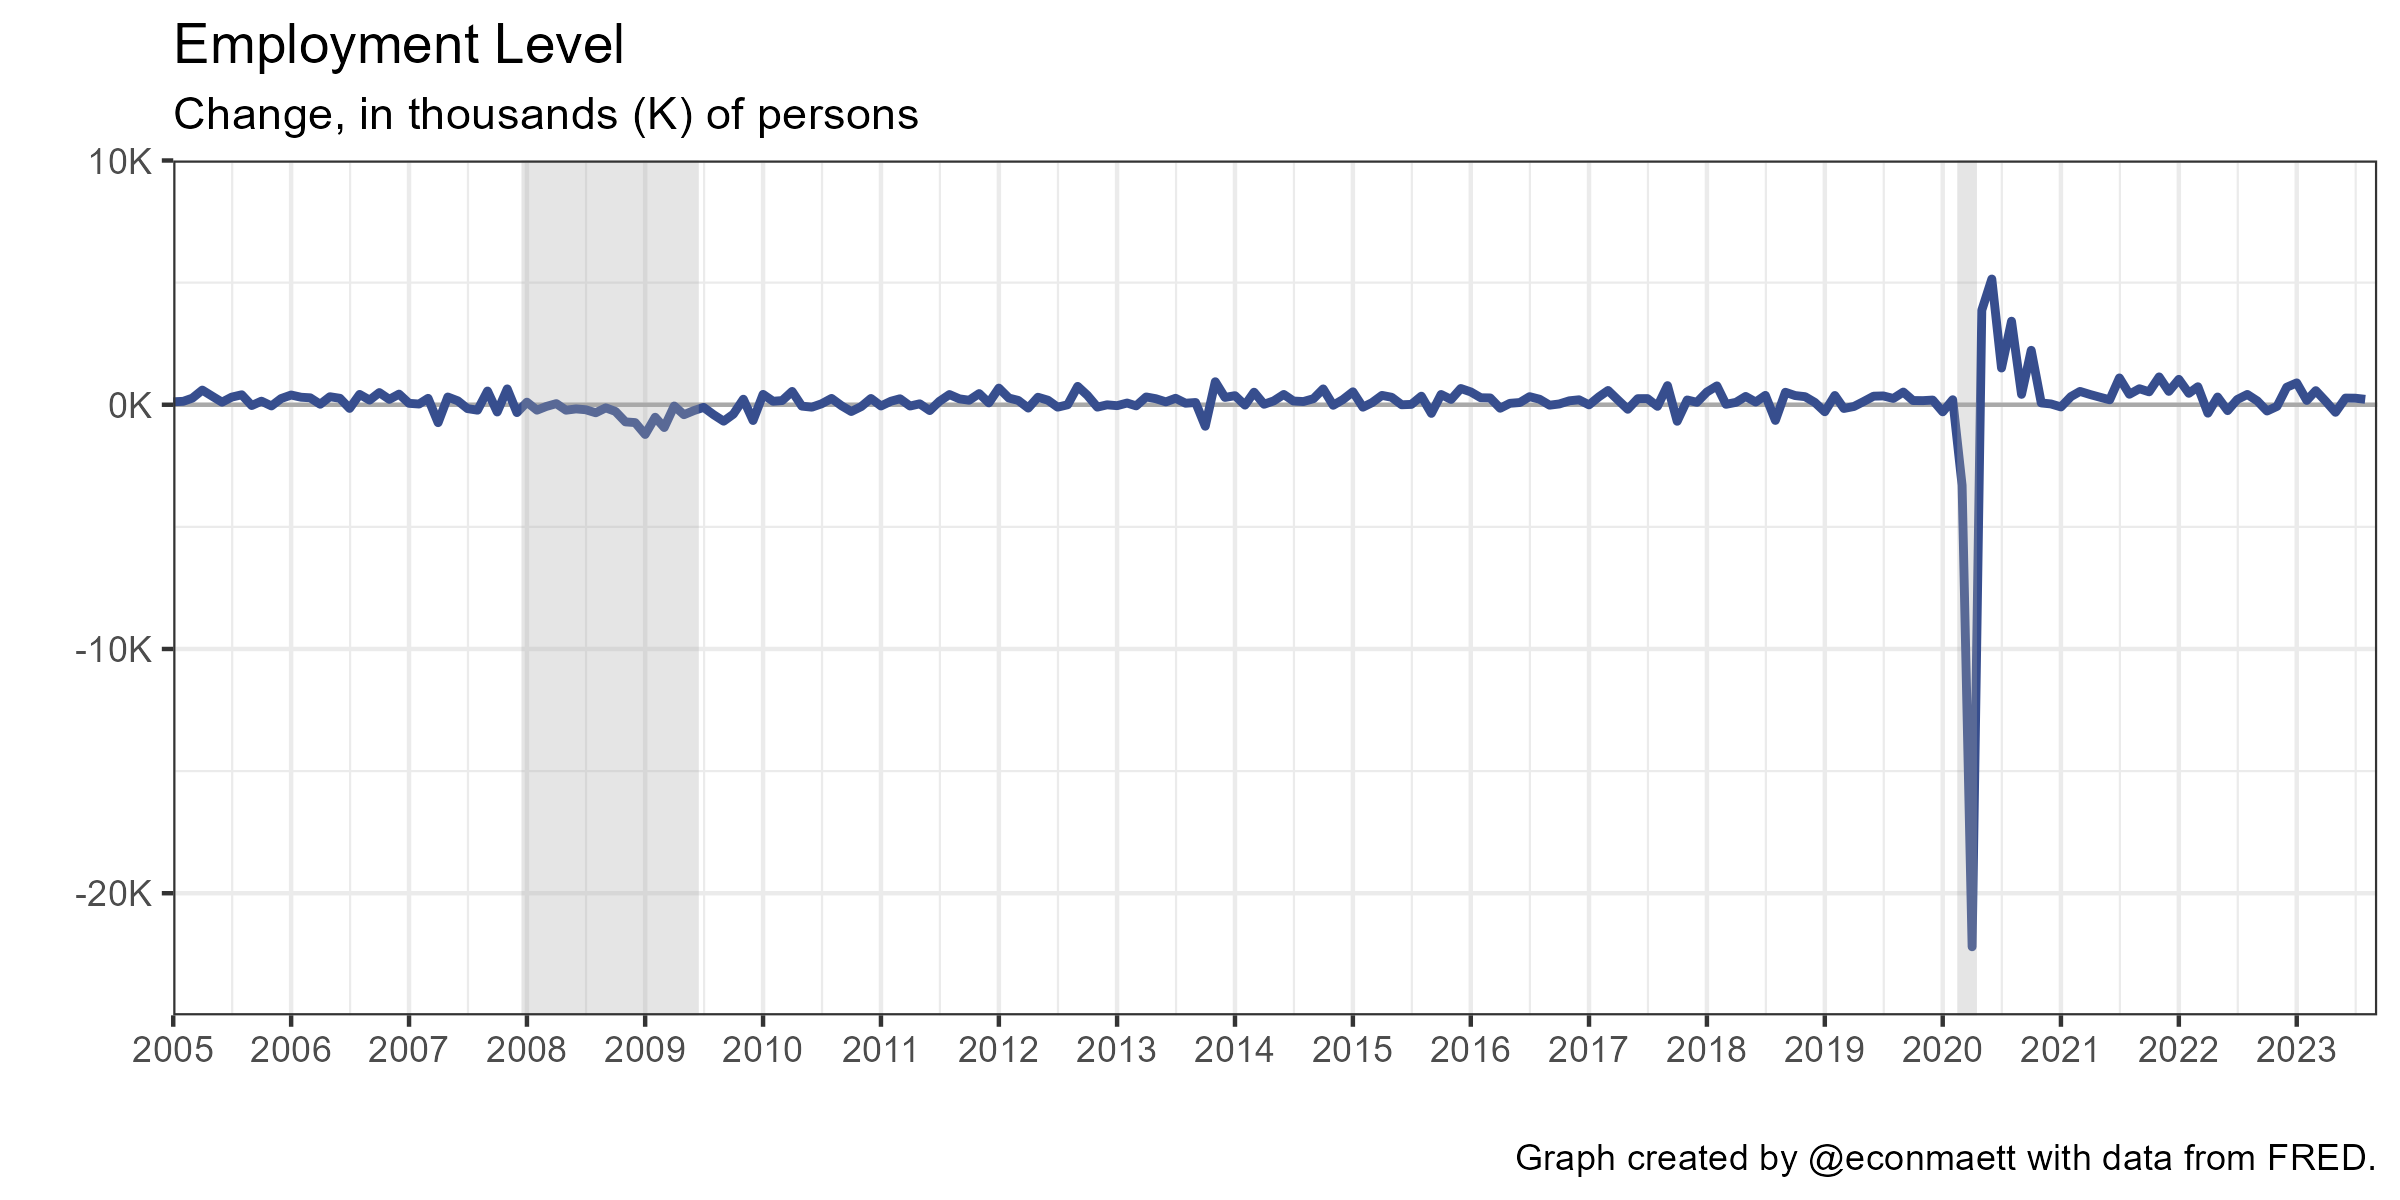 Employment Level
Change, in thousands (K) of persons
10K
0K
-10K
-20K
2005 2006 2007 2008 2009 2010 2011 2012 2013 2014 2015 2016 2017 2018 2019 2020 2021 2022 2023
Graph created by @econmaett with data from FRED.